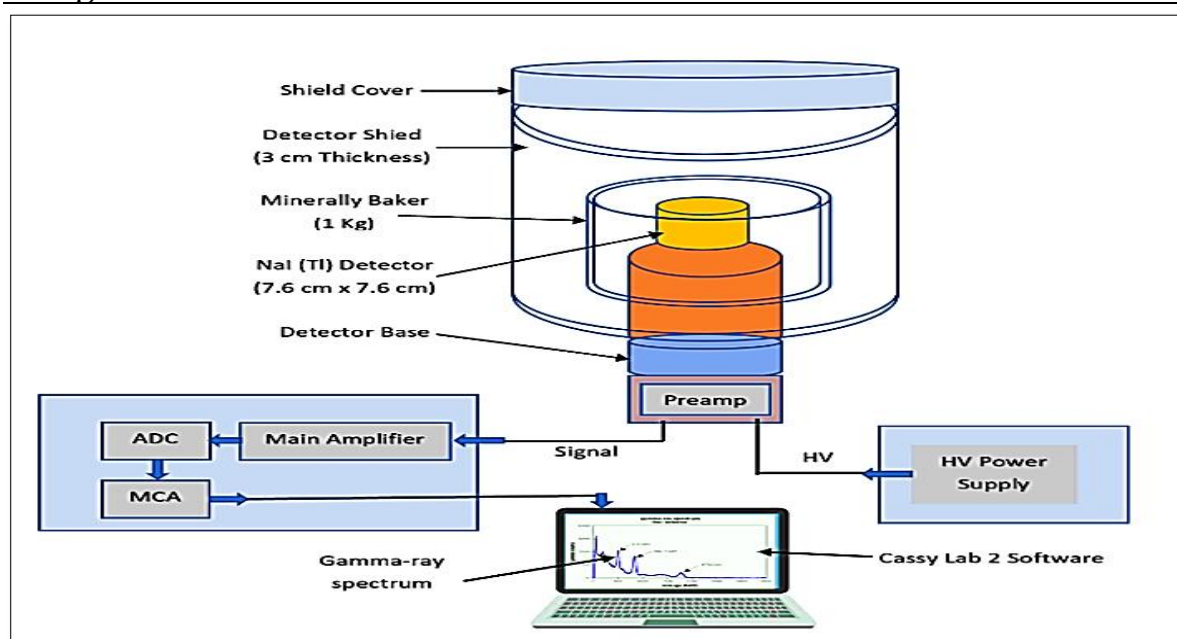 Shield Cover
Detector Shied
(3 cm Thickness)
Minerally Baker
(1 Kg)
NaI (Tl) Detector
(7.6 cm x 7.6 cm)
Detector Base
Preamp
ADC
Main Amplifier
Signal
HV
HV Power
Supply
MCA
Gamma-ray
spectrum
Cassy Lab 2 Software